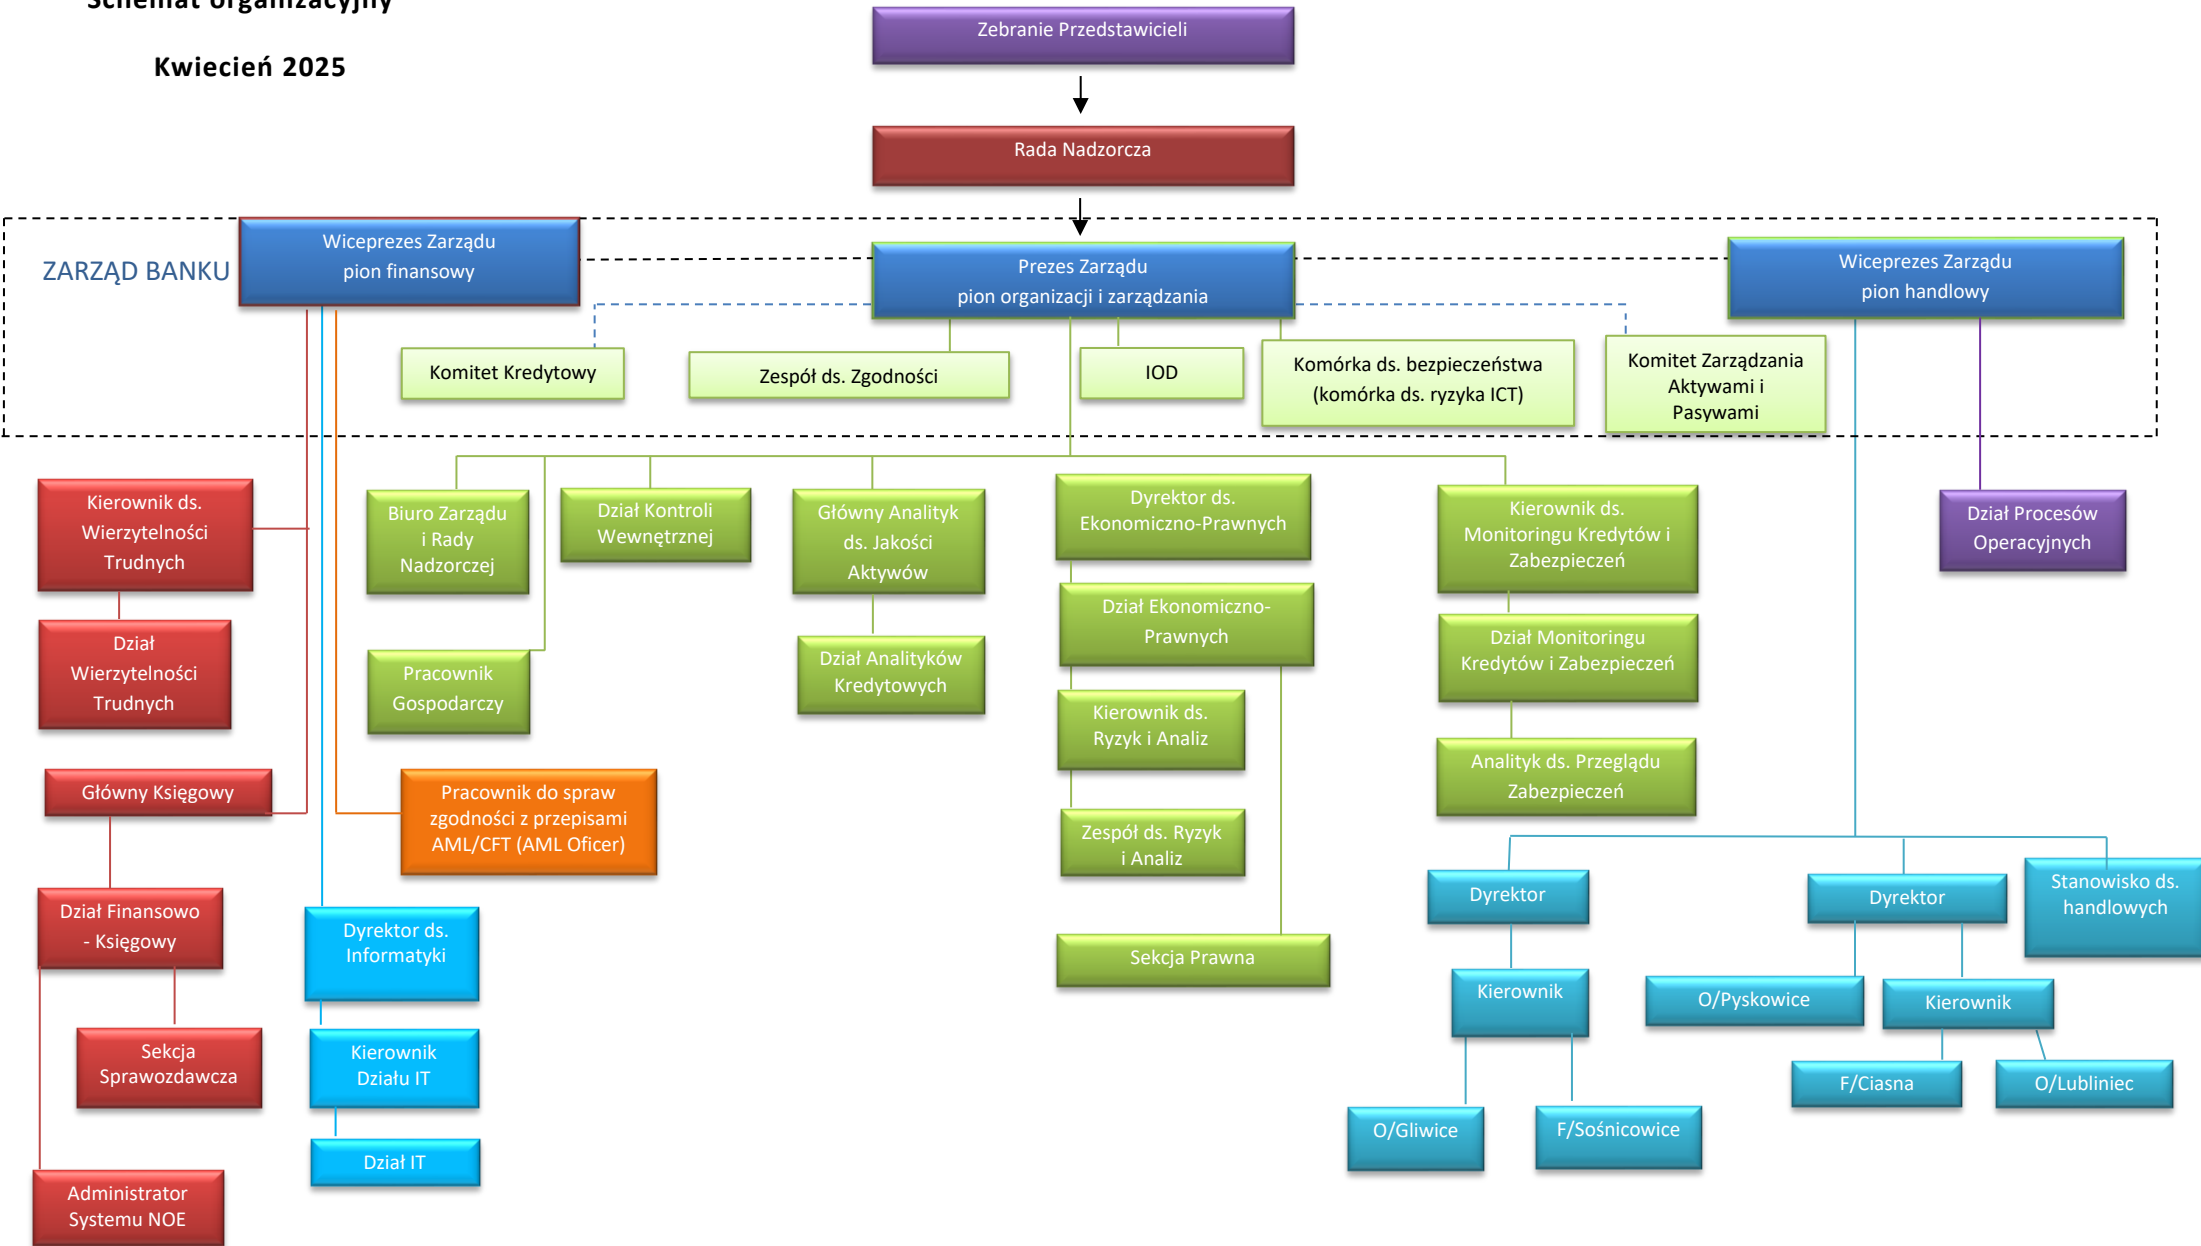 Schemat organizacyjny
Kwiecień 2025
Zebranie Przedstawicieli
Rada Nadzorcza
ZARZĄD BANKU
Wiceprezes Zarządu
pion finansowy
Prezes Zarządu
pion organizacji i zarządzania
Wiceprezes Zarządu
pion handlowy
Komitet Kredytowy
Zespół ds. Zgodności
IOD
Komórka ds. bezpieczeństwa
(komórka ds. ryzyka ICT)
Komitet Zarządzania
Aktywami i
Pasywami
Kierownik ds.
Wierzytelności
Trudnych
Biuro Zarządu
i Rady
Nadzorczej
Dział Kontroli
Wewnętrznej
Główny Analityk
ds. Jakości
Aktywów
Dyrektor ds.
Ekonomiczno-Prawnych
Kierownik ds.
Monitoringu Kredytów i
Zabezpieczeń
Dział Procesów
Operacyjnych
Dział
Wierzytelności
Trudnych
Pracownik
Gospodarczy
Dział Analityków
Kredytowych
Dział Ekonomiczno-
Prawnych
Dział Monitoringu
Kredytów i Zabezpieczeń
Kierownik ds.
Ryzyk i Analiz
Analityk ds. Przeglądu
Zabezpieczeń
Główny Księgowy
Pracownik do spraw
zgodności z przepisami
AML/CFT (AML Oficer)
Zespół ds. Ryzyk
i Analiz
Dział Finansowo
- Księgowy
Dyrektor ds.
Informatyki
Sekcja Prawna
Dyrektor
Dyrektor
Stanowisko ds.
handlowych
Kierownik
O/Pyskowice
Kierownik
Sekcja
Sprawozdawcza
Kierownik
Działu IT
F/Ciasna
O/Lubliniec
O/Gliwice
F/Sośnicowice
Dział IT
Administrator
Systemu NOE